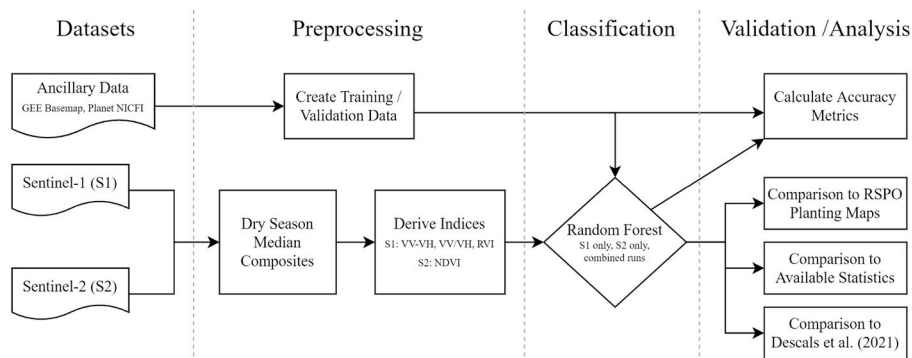 Datasets
Preprocessing
Classification
Validation /Analysis
Ancillary Data
GEE Basemap, Planet NICFI
Create Training /
Validation Data
Calculate Accuracy
Metrics
Sentinel-1 (S1)
Sentinel-2 (S2)
Dry Season
Median
Composites
Derive Indices
S1: VV-VH, VV/VH, RVI
S2: NDVI
Random Forest
S1 only, S2 only,
combined runs
Comparison to RSPO
Planting Maps
Comparison to
Available Statistics
Comparison to
Descals et al. (2021)